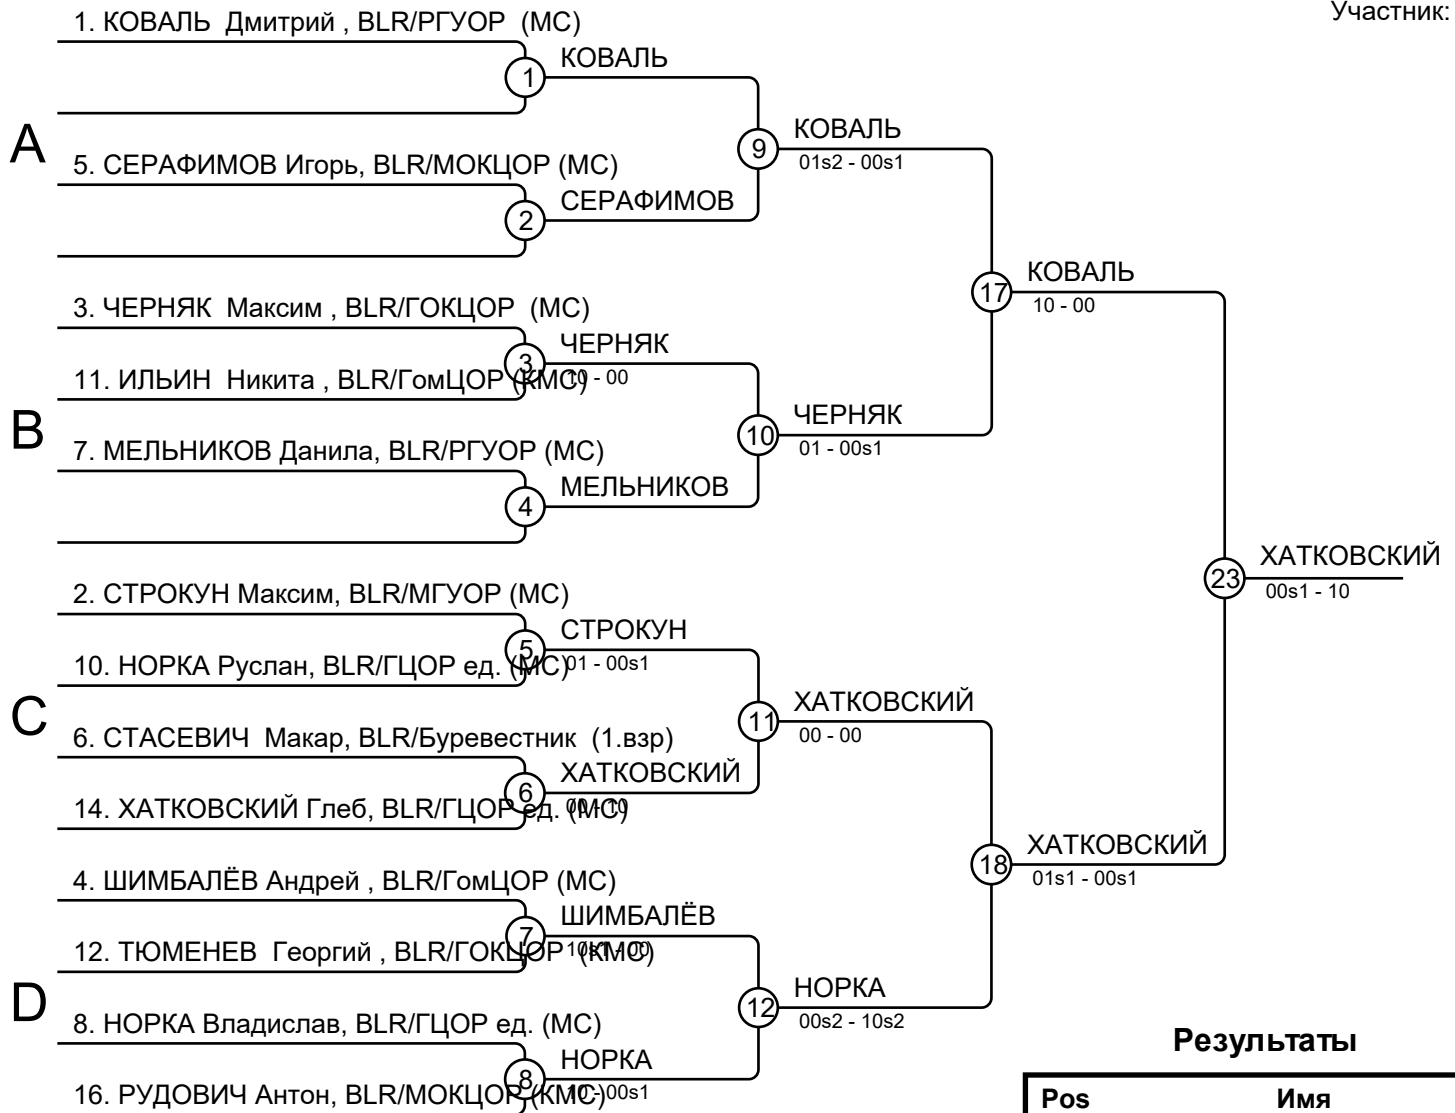 Участник:
1. КОВАЛЬ Дмитрий , BLR/РГУОР (МС)
1
КОВАЛЬ
A
9
КОВАЛЬ
01s2 - 00s1
5. СЕРАФИМОВ Игорь, BLR/МОКЦОР (МС)
2
СЕРАФИМОВ
17
КОВАЛЬ
10 - 00
3. ЧЕРНЯК Максим , BLR/ГОКЦОР (МС)
3
ЧЕРНЯК
10 - 00
11. ИЛЬИН Никита , BLR/ГомЦОР (КМС)
B
10
ЧЕРНЯК
01 - 00s1
7. МЕЛЬНИКОВ Данила, BLR/РГУОР (МС)
4
МЕЛЬНИКОВ
23
ХАТКОВСКИЙ
00s1 - 10
2. СТРОКУН Максим, BLR/МГУОР (МС)
5
СТРОКУН
01 - 00s1
10. НОРКА Руслан, BLR/ГЦОР ед. (МС)
C
11
ХАТКОВСКИЙ
00 - 00
6. СТАСЕВИЧ Макар, BLR/Буревестник (1.взр)
6
ХАТКОВСКИЙ
00 - 10
14. ХАТКОВСКИЙ Глеб, BLR/ГЦОР ед. (МС)
18
ХАТКОВСКИЙ
01s1 - 00s1
4. ШИМБАЛЁВ Андрей , BLR/ГомЦОР (МС)
7
ШИМБАЛЁВ
10s1 - 00
12. ТЮМЕНЕВ Георгий , BLR/ГОКЦОР (КМС)
D
12
НОРКА
00s2 - 10s2
8. НОРКА Владислав, BLR/ГЦОР ед. (МС)
8
НОРКА
10 - 00s1
16. РУДОВИЧ Антон, BLR/МОКЦОР (КМС)
Результаты
Pos Имя